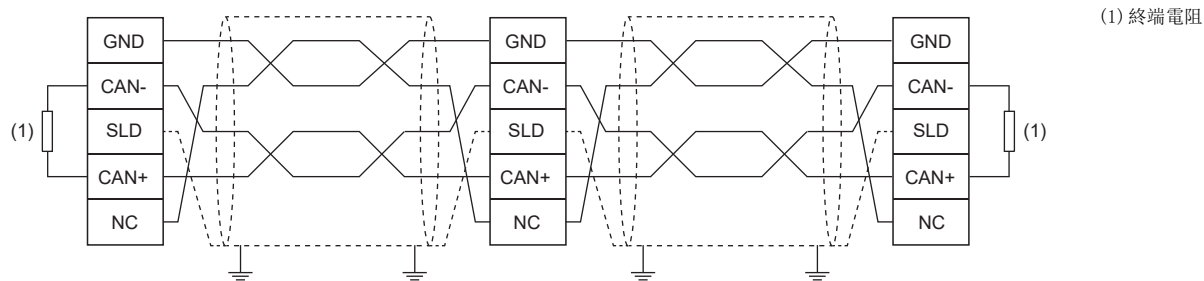 (1) 終端電阻
GND GND GND
CAN- CAN- CAN-
(1) SLD SLD SLD (1)
CAN+ CAN+ CAN+
NC NC NC